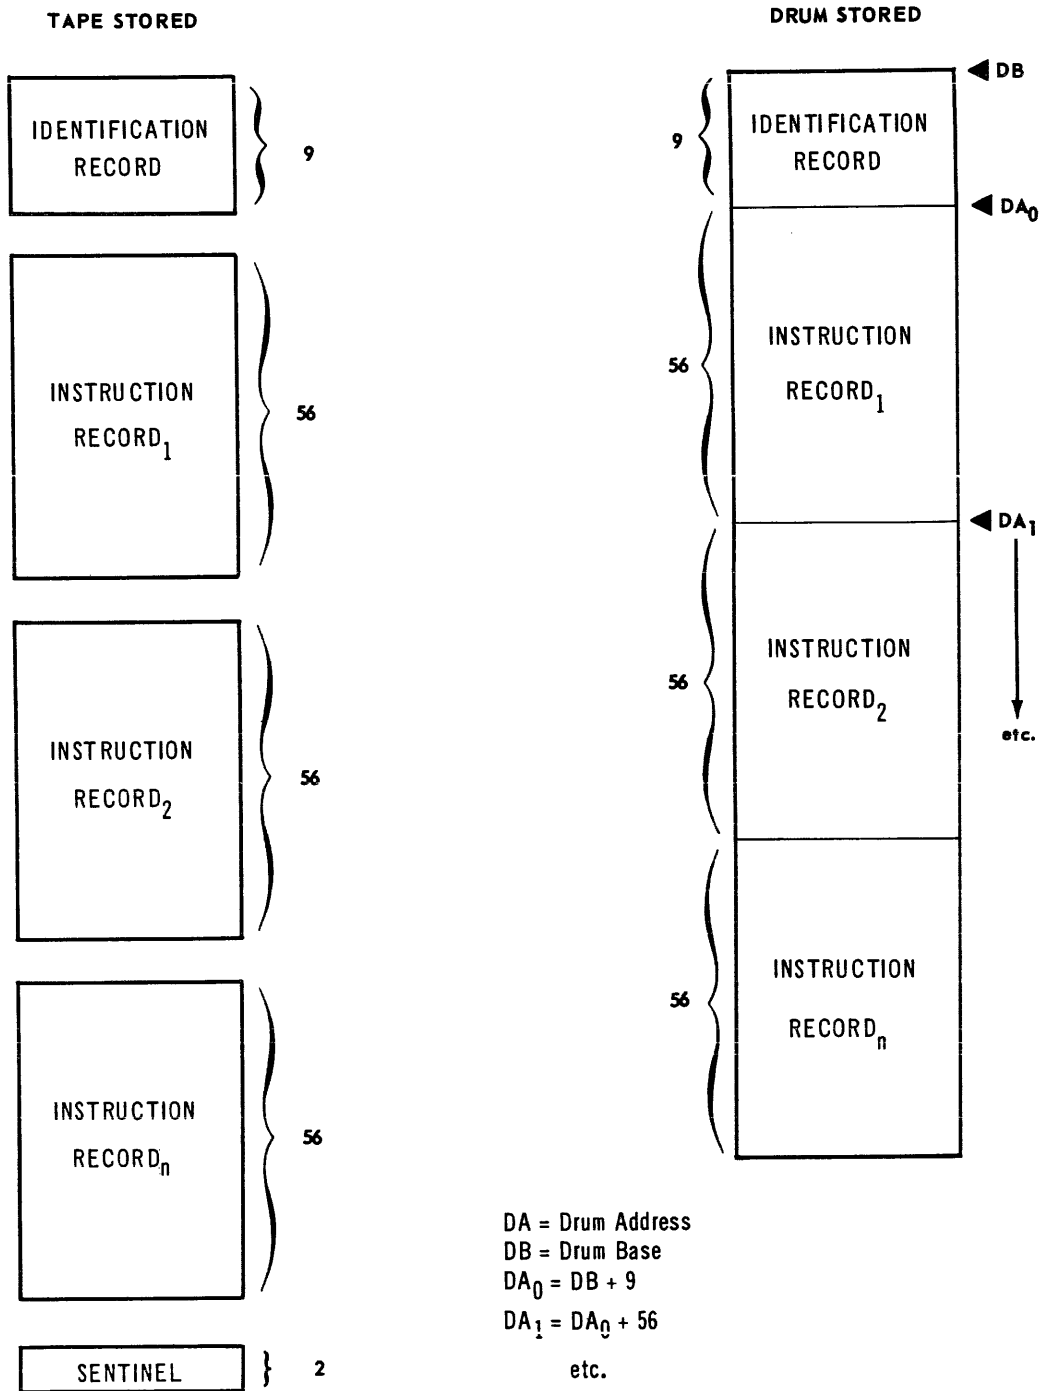 TAPE STORED
IDENTIFICATION
RECORD
9
INSTRUCTION
RECORD1
56
INSTRUCTION
RECORD2
56
INSTRUCTION
RECORDn
56
SENTINEL
2
DRUM STORED
DB
IDENTIFICATION
RECORD
9
DA0
INSTRUCTION
RECORD1
56
DA1
INSTRUCTION
RECORD2
56
etc.
INSTRUCTION
RECORDn
56
DA = Drum Address
DB = Drum Base
DA0 = DB + 9
DA1 = DA0 + 56
etc.